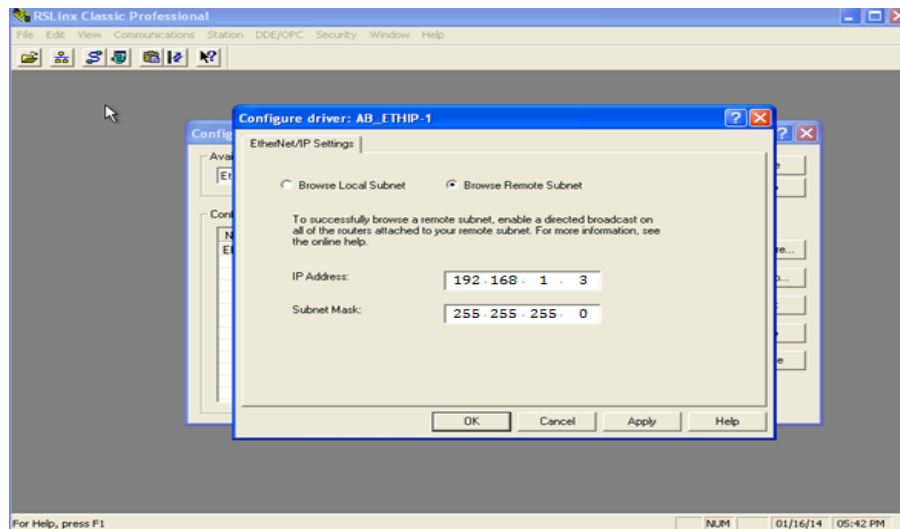 RSLinx Classic Professional
File Edit View Communications Station DDE/OPC Security Window Help
Configure driver: AB_ETHIP-1
EtherNet/IP Settings
Browse Local Subnet
Browse Remote Subnet
To successfully browse a remote subnet, enable a directed broadcast on
all of the routers attached to your remote subnet. For more information, see
the online help.
IP Address:
192 . 168 . 1 . 3
Subnet Mask:
255 . 255 . 255 . 0
OK Cancel Apply Help
For Help, press F1
NUM 01/16/14 05:42 PM